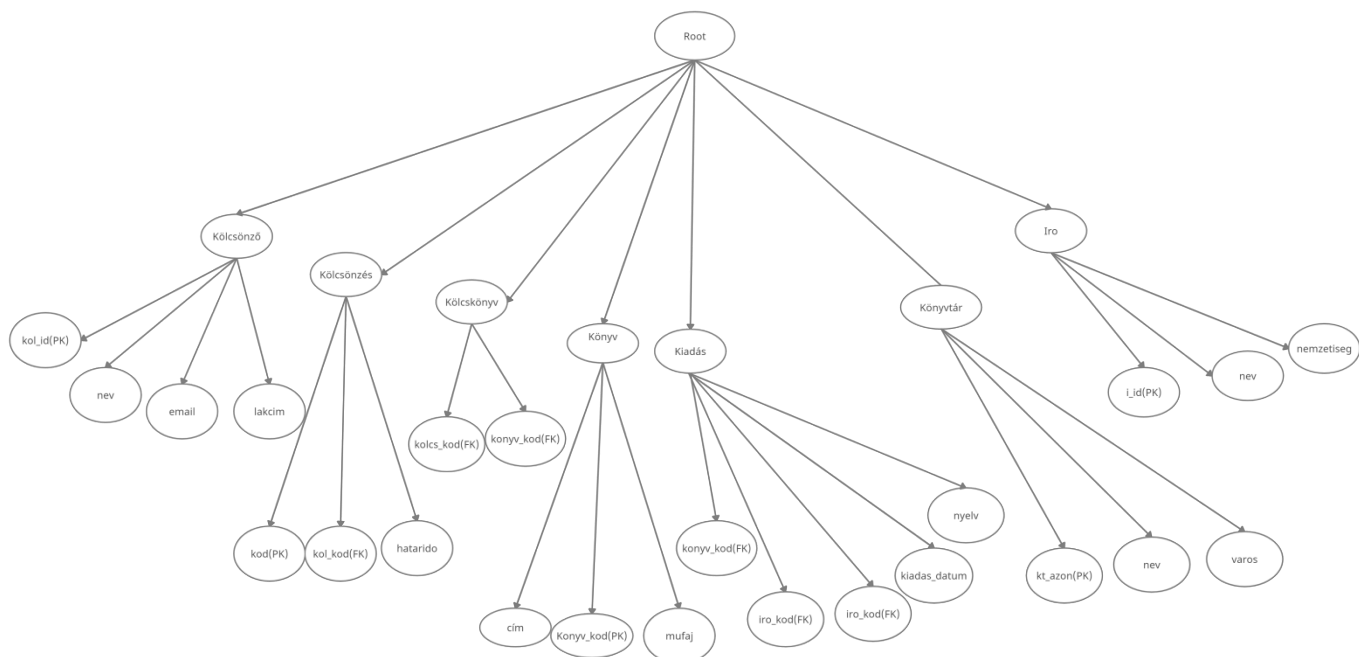 Root
Kölcsönző
Kölcsönzés
Kölcskönyv
Könyv
Kiadás
Könyvtár
Iro
kol_id(PK)
nev
email
lakcim
kod(PK)
kol_kod(FK)
hatarido
kolcs_kod(FK)
konyv_kod(FK)
cím
Konyv_kod(PK)
mufaj
konyv_kod(FK)
iro_kod(FK)
iro_kod(FK)
kiadas_datum
nyelv
kt_azon(PK)
nev
varos
i_id(PK)
nev
nemzetiseg